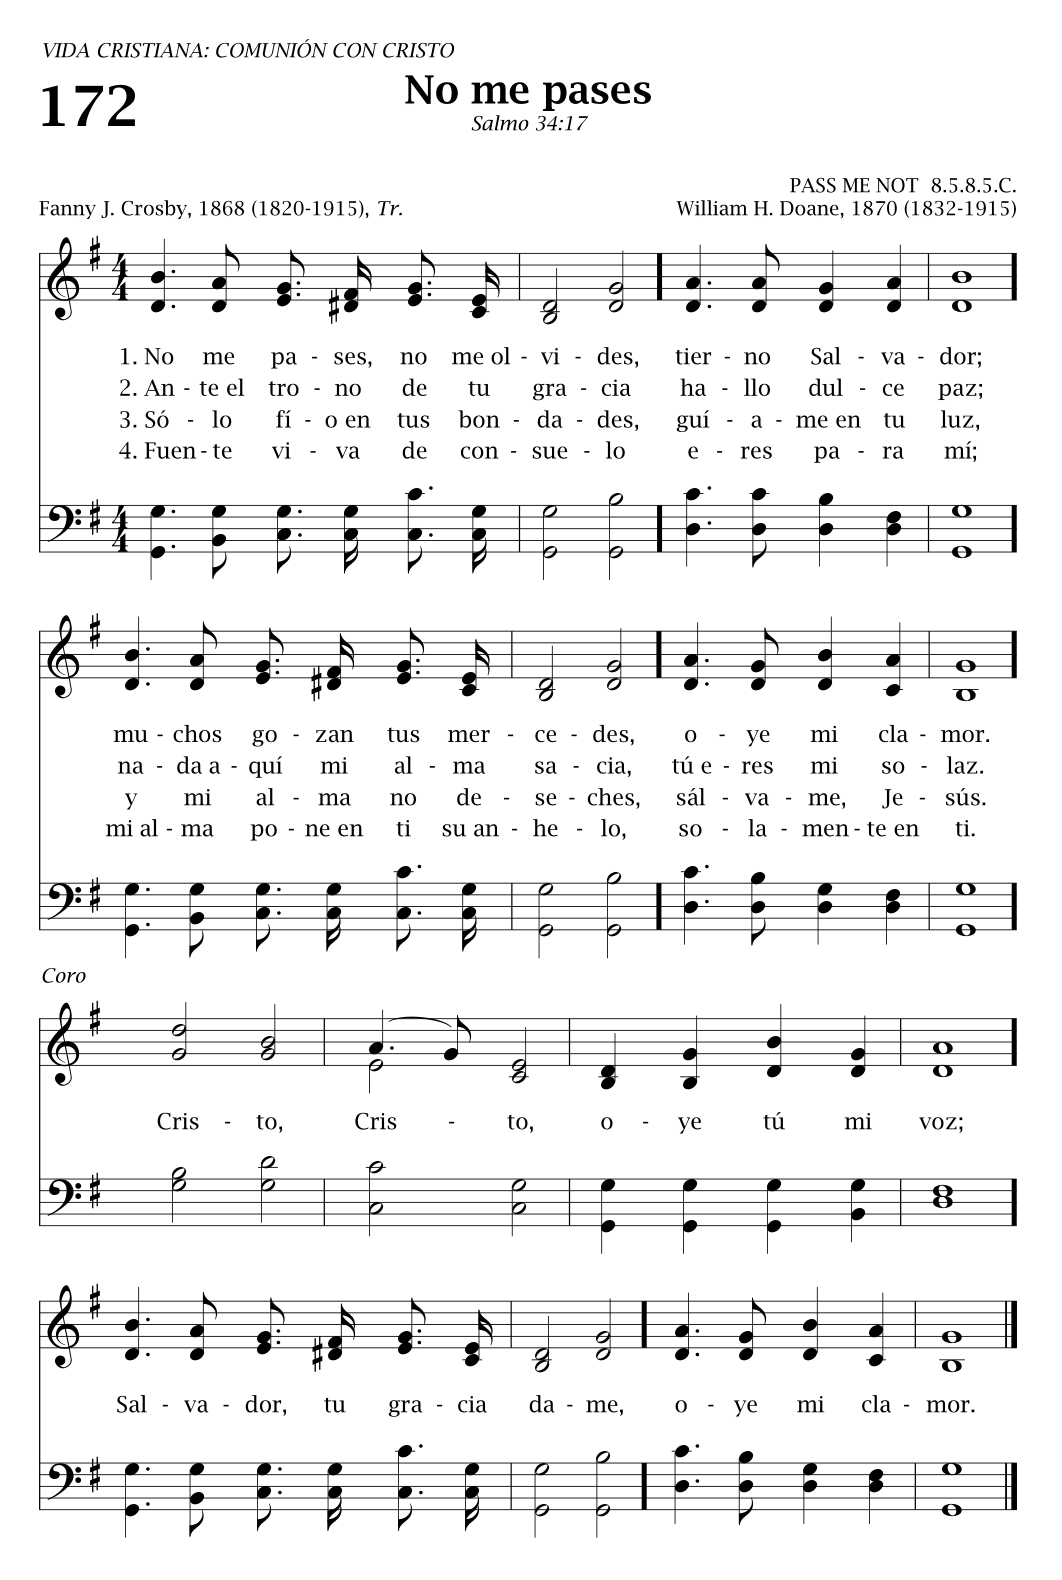 VIDA CRISTIANA: COMUNIÓN CON CRISTO
172
No me pases
Salmo 34:17
PASS ME NOT 8.5.8.5.C.
Fanny J. Crosby, 1868 (1820-1915), Tr.
William H. Doane, 1870 (1832-1915)
4 4
1. No me pa - ses, no me ol - vi - des, tier - no Sal - va - dor;
2. An - te el tro - no de tu gra - cia ha - llo dul - ce paz;
3. Só - lo fí - o en tus bon - da - des, guí - a - me en tu luz,
4. Fuen - te vi - va de con - sue - lo e - res pa - ra mí;
4 4
mu - chos go - zan tus mer - ce - des, o - ye mi cla - mor.
na - da a - quí mi al - ma sa - cia, tú e - res mi so - laz.
y mi al - ma no de - se - ches, sál - va - me, Je - sús.
mi al - ma po - ne en ti su an - he - lo, so - la - men - te en ti.
Coro
Cris - to, Cris - to, o - ye tú mi voz;
Sal - va - dor, tu gra - cia da - me, o - ye mi cla - mor.